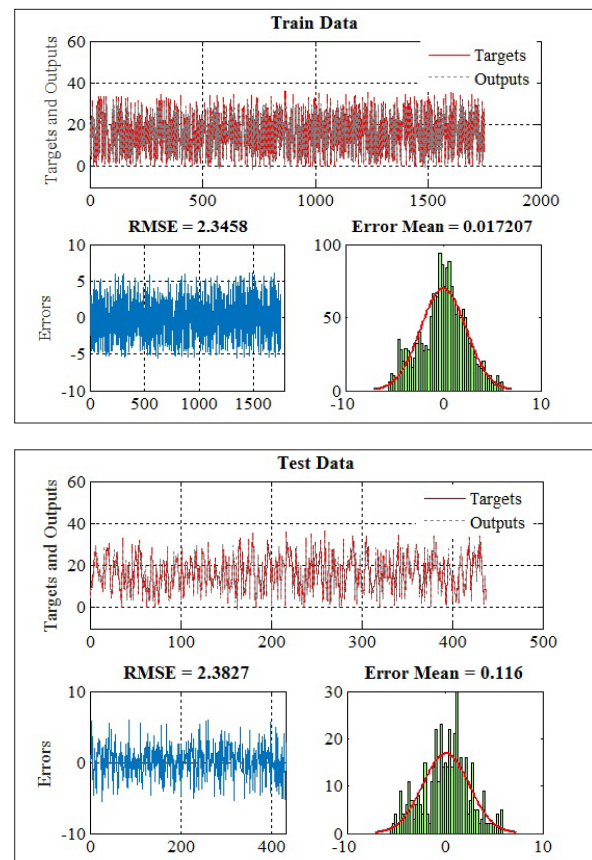 Train Data
Targets and Outputs
60
40
20
0
Targets
Outputs
0 500 1000 1500 2000
RMSE = 2.3458
Errors
10
5
0
-5
-10
0 500 1000 1500
Error Mean = 0.017207
100
50
0
-10 0 10
Test Data
Targets and Outputs
60
40
20
0
Targets
Outputs
0 100 200 300 400 500
RMSE = 2.3827
Errors
10
0
-10
0 100 200 300 400
Error Mean = 0.116
30
20
10
0
-10 0 10